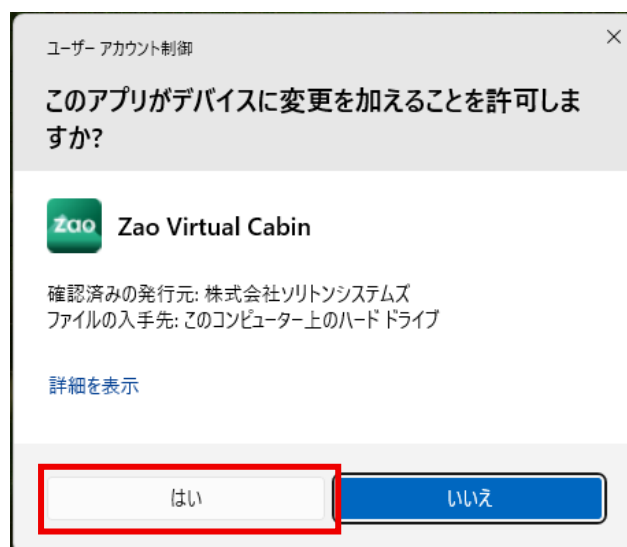 ユーザー アカウント制御
このアプリがデバイスに変更を加えることを許可しま
すか?
zao
Zao Virtual Cabin
確認済みの発行元: 株式会社ソリトンシステムズ
ファイルの入手先: このコンピューター上のハード ドライブ
詳細を表示
はい
いいえ